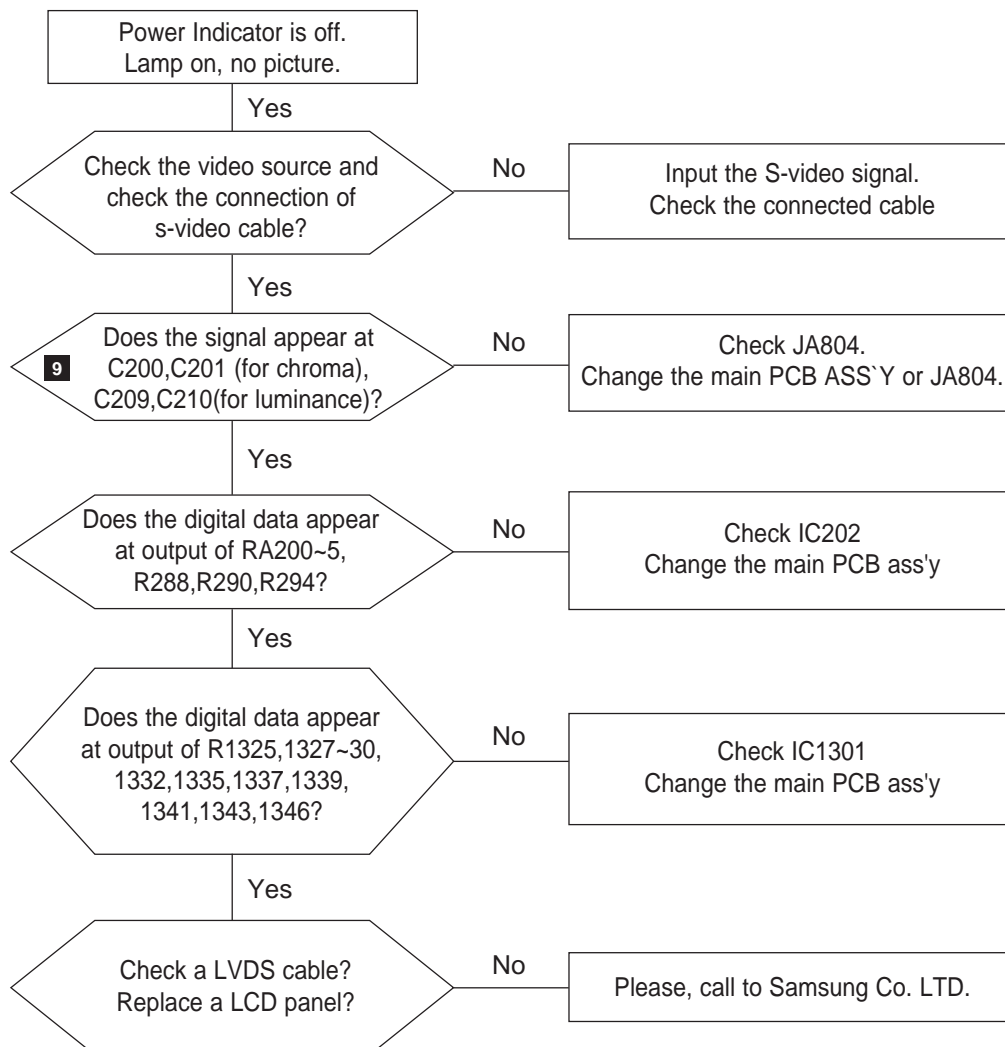 Power Indicator is off.
Lamp on, no picture.
Yes
Check the video source and
check the connection of
s-video cable?
No
Input the S-video signal.
Check the connected cable
Yes
9
Does the signal appear at
C200,C201 (for chroma),
C209,C210(for luminance)?
No
Check JA804.
Change the main PCB ASS`Y or JA804.
Yes
Does the digital data appear
at output of RA200~5,
R288,R290,R294?
No
Check IC202
Change the main PCB ass'y
Yes
Does the digital data appear
at output of R1325,1327~30,
1332,1335,1337,1339,
1341,1343,1346?
No
Check IC1301
Change the main PCB ass'y
Yes
Check a LVDS cable?
Replace a LCD panel?
No
Please, call to Samsung Co. LTD.